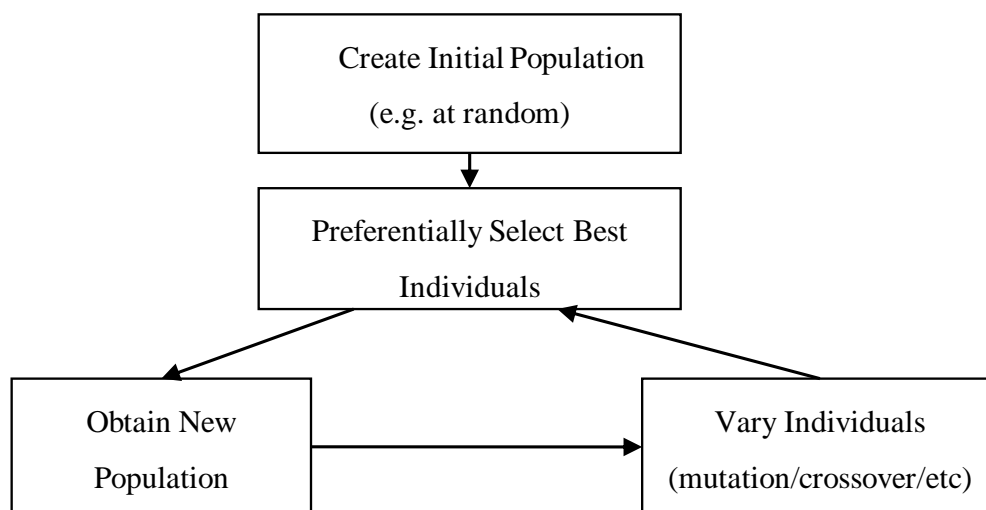 Create Initial Population
(e.g. at random)
Preferentially Select Best
Individuals
Obtain New
Population
Vary Individuals
(mutation/crossover/etc)